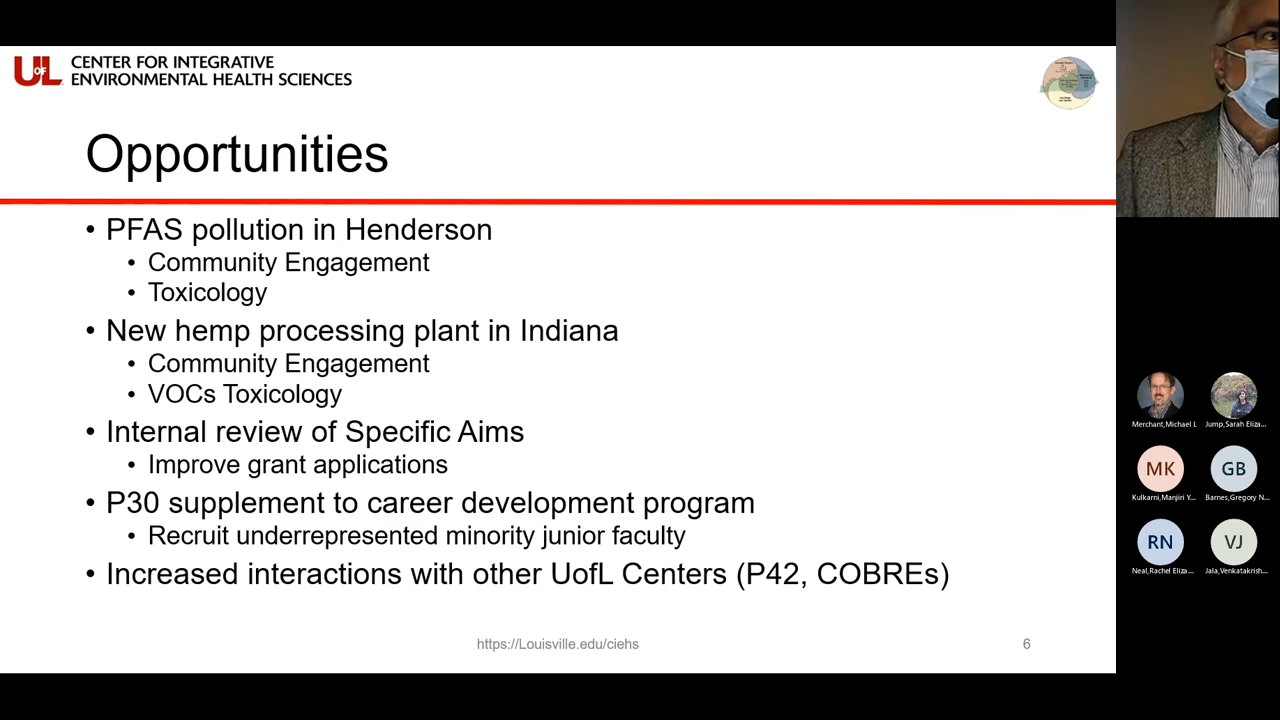 UofL
CENTER FOR INTEGRATIVE
ENVIRONMENTAL HEALTH SCIENCES
Opportunities
• PFAS pollution in Henderson
• Community Engagement
• Toxicology
• New hemp processing plant in Indiana
• Community Engagement
• VOCs Toxicology
• Internal review of Specific Aims
• Improve grant applications
• P30 supplement to career development program
• Recruit underrepresented minority junior faculty
• Increased interactions with other UofL Centers (P42, COBREs)
https://Louisville.edu/ciehs
6
Merchant,Michael L
Jump,Sarah Eliza...
MK
GB
Kulkarni,Manjiri Y...
Barnes,Gregory N...
RN
VJ
Neal,Rachel Eliza...
Jala,Venkatakrish...